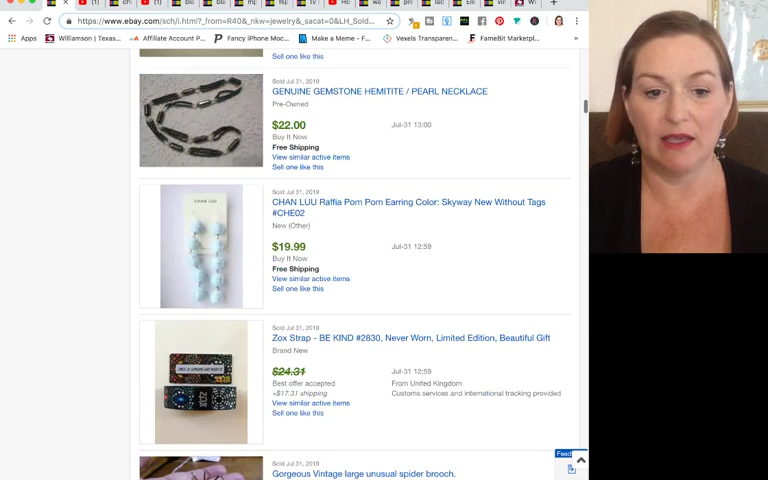 https://www.ebay.com/sch/i.html?_from=R40&_nkw=jewelry&_sacat=0&LH_Sold...
Apps Williamson | Texas... Affiliate Account P... Fancy iPhone Moc... Make a Meme - F... Vexels Transparen... FameBit Marketpl... »
Sell one like this
Sold Jul 31, 2019
GENUINE GEMSTONE HEMITITE / PEARL NECKLACE
Pre-Owned
$22.00 Jul-31 13:00
Buy It Now
Free Shipping
View similar active items
Sell one like this
Sold Jul 31, 2019
CHAN LUU Raffia Pom Pom Earring Color: Skyway New Without Tags
#CHE02
New (Other)
$19.99 Jul-31 12:59
Buy It Now
Free Shipping
View similar active items
Sell one like this
CHAN LUU
Sold Jul 31, 2019
Zox Strap - BE KIND #2830, Never Worn, Limited Edition, Beautiful Gift
Brand New
$24.31 Jul-31 12:59
Best offer accepted From United Kingdom
+$17.31 shipping Customs services and international tracking provided
View similar active items
Sell one like this
Sold Jul 31, 2019
Gorgeous Vintage large unusual spider brooch.
Feed